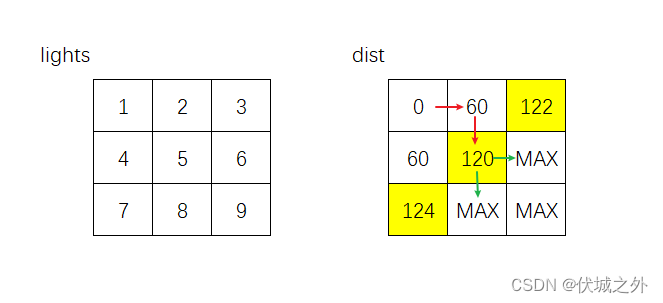 lights
dist
1 2 3
0 60 122
4 5 6
60 120 MAX
7 8 9
124 MAX MAX
CSDN @伏城之外